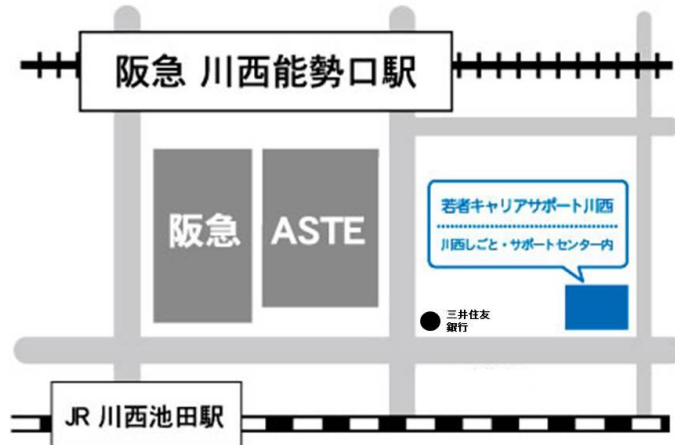 阪急 川西能勢口駅
阪急
ASTE
若者キャリアサポート川西
川西しごと・サポートセンター内
三井住友
銀行
JR 川西池田駅